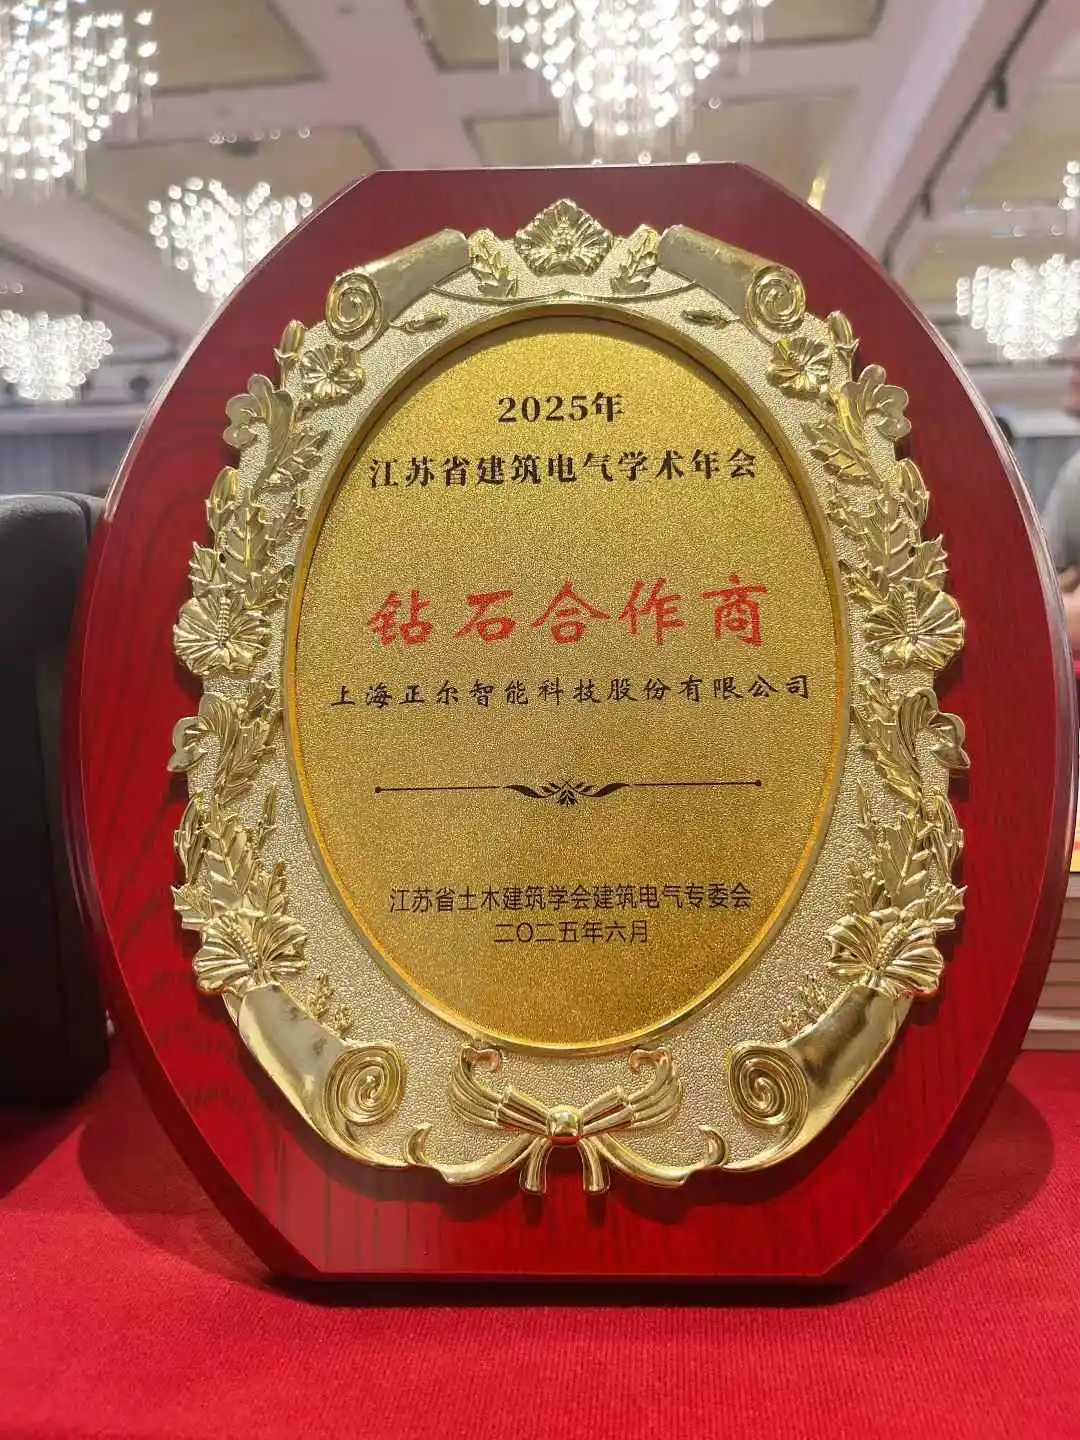 2025年
江苏省建筑电气学术年会
钻石合作商
上海正尔智能科技股份有限公司
江苏省土木建筑学会建筑电气专委会
二〇二五年六月